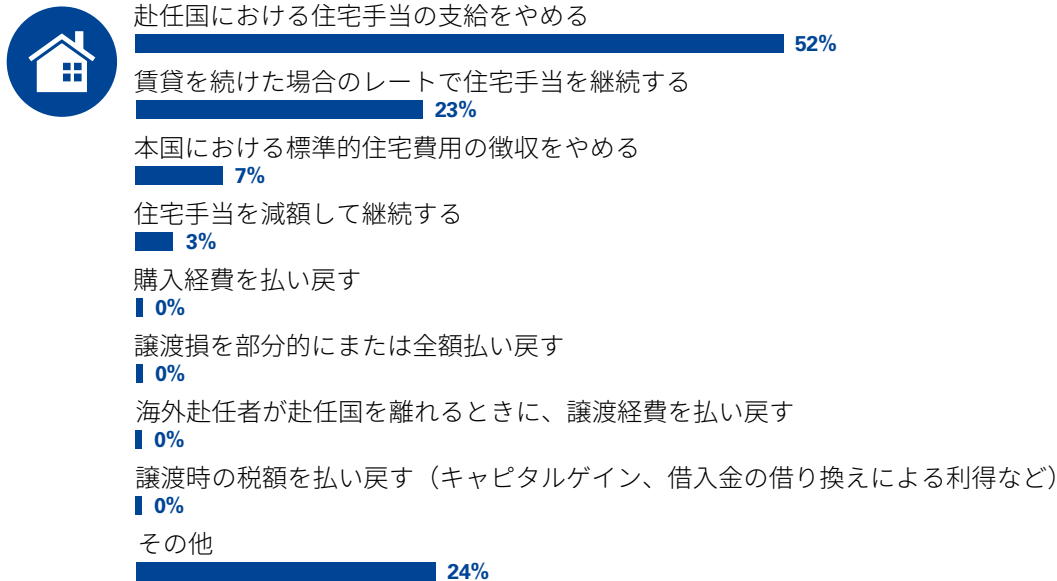 赴任国における住宅手当の支給をやめる
52%
賃貸を続けた場合のレートで住宅手当を継続する
23%
本国における標準的住宅費用の徴収をやめる
7%
住宅手当を減額して継続する
3%
購入経費を払い戻す
0%
譲渡損を部分的にまたは全額払い戻す
0%
海外赴任者が赴任国を離れるときに、譲渡経費を払い戻す
0%
譲渡時の税額を払い戻す（キャピタルゲイン、借入金の借り換えによる利得など）
0%
その他
24%